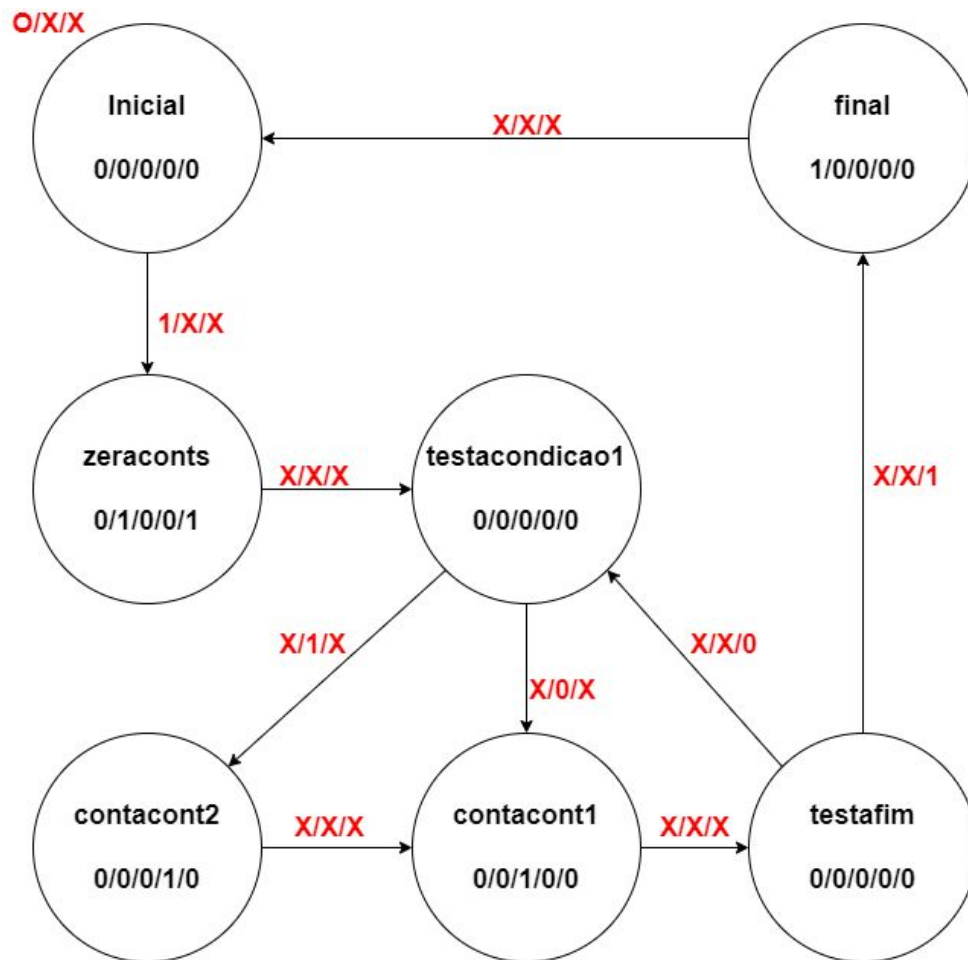 O/X/X
Inicial
0/0/0/0/0
X/X/X
final
1/0/0/0/0
1/X/X
zeraconts
0/1/0/0/1
X/X/X
testacondicao1
0/0/0/0/0
X/X/1
X/1/X
X/0/X
X/X/0
contacont2
0/0/0/1/0
X/X/X
contacont1
0/0/1/0/0
X/X/X
testafim
0/0/0/0/0